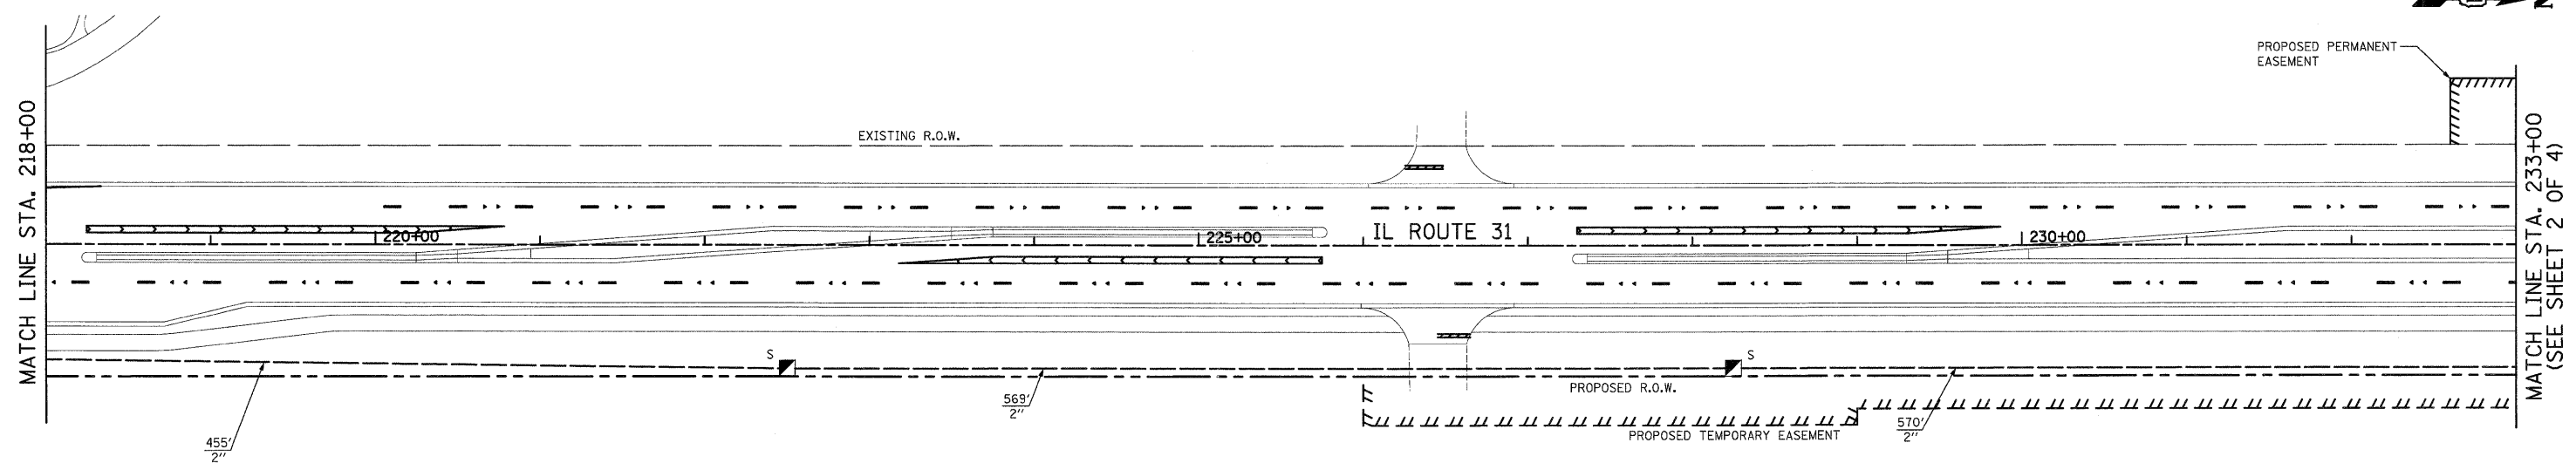 N
PROPOSED PERMANENT
EASEMENT
MATCH LINE STA. 218+00
EXISTING R.O.W.
220+00
225+00
IL ROUTE 31
230+00
MATCH LINE STA. 233+00
(SEE SHEET 2 OF 4)
S
S
PROPOSED R.O.W.
455'
2"
569'
2"
570'
2"
PROPOSED TEMPORARY EASEMENT